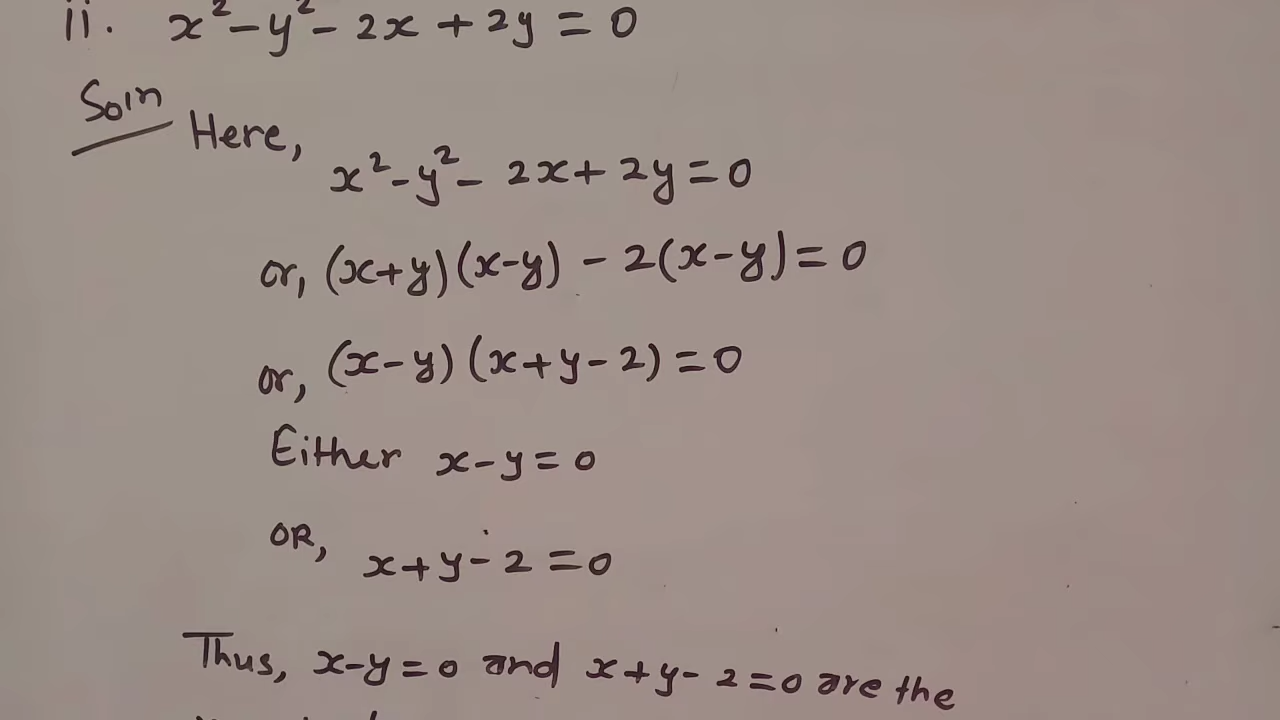 ii. x² - y² - 2x + 2y = 0
Soln
Here,
x² - y² - 2x + 2y = 0
or, (x+y)(x-y) - 2(x-y) = 0
or, (x-y)(x+y-2) = 0
Either x-y = 0
OR, x+y-2 = 0
Thus, x-y = 0 and x+y-2 = 0 are the